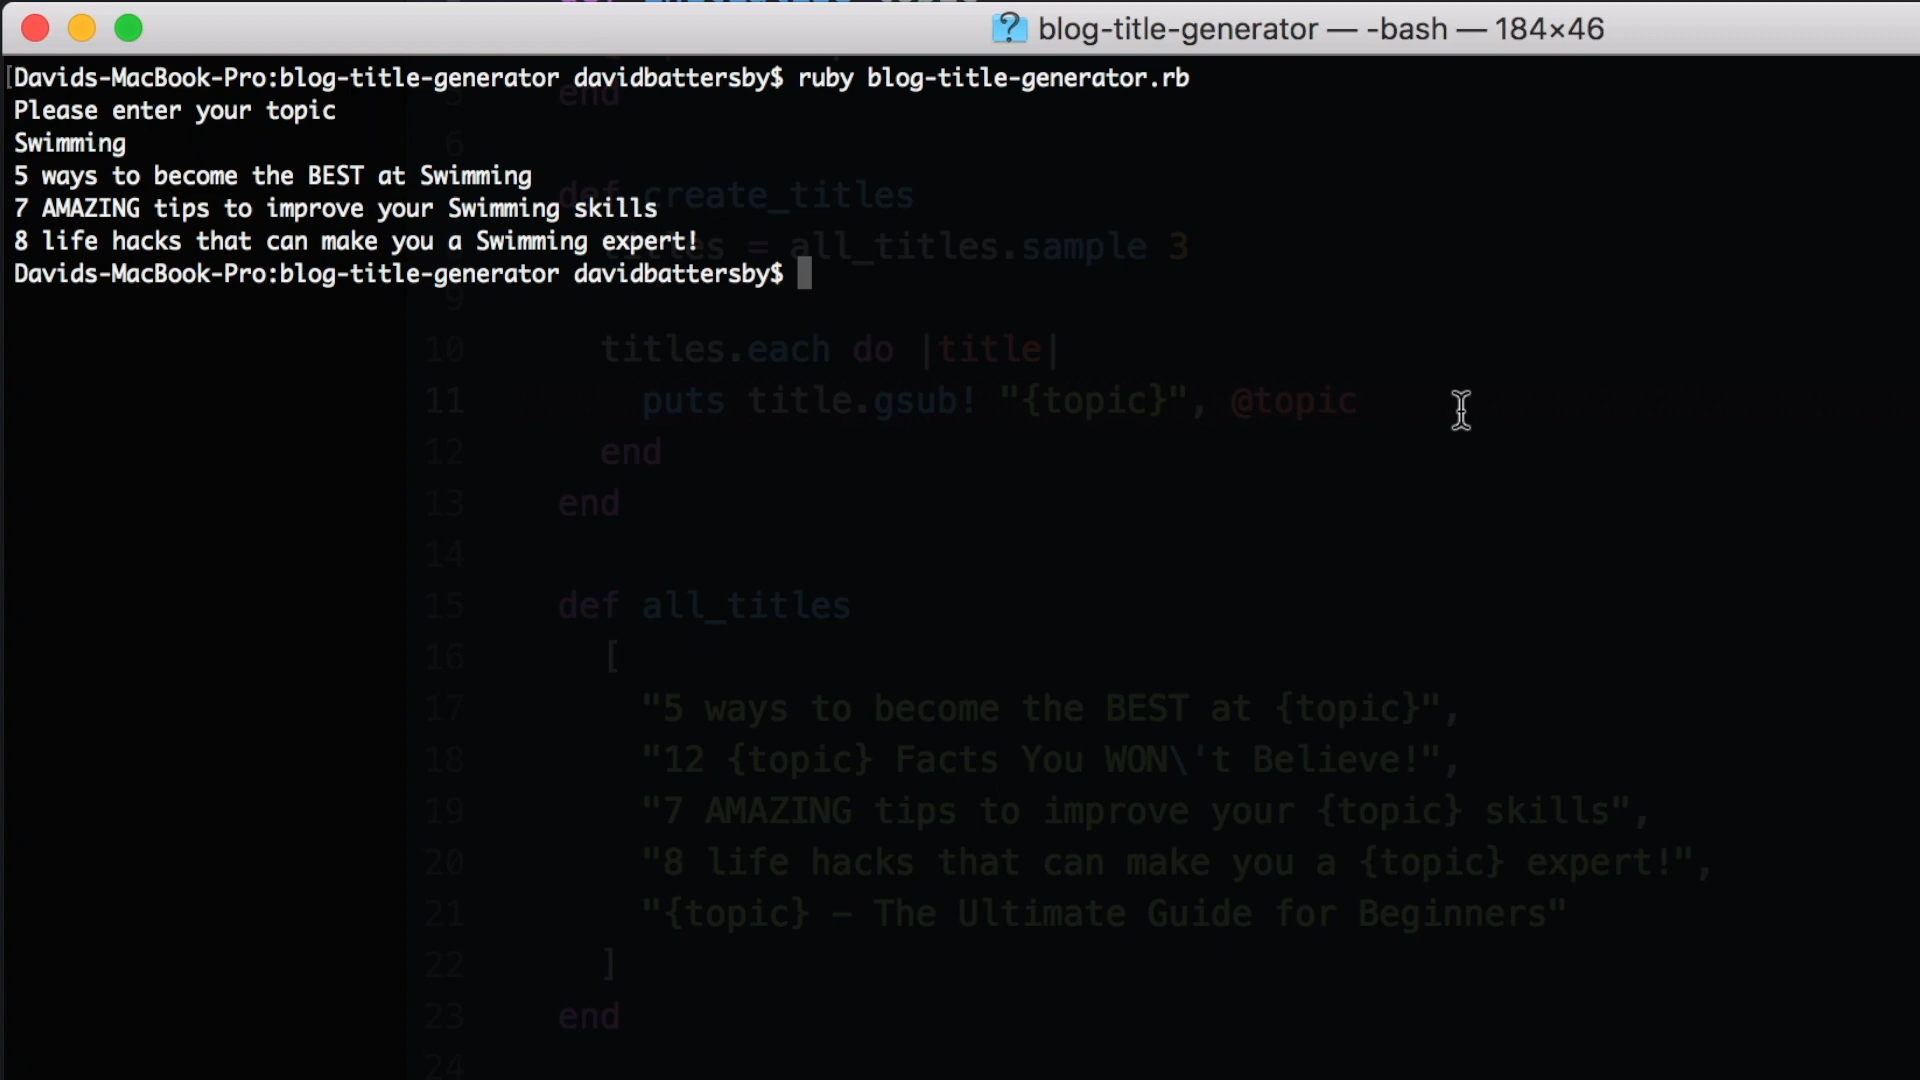 blog-title-generator — -bash — 184×46
Davids-MacBook-Pro:blog-title-generator davidbattersby$ ruby blog-title-generator.rb
Please enter your topic
Swimming
5 ways to become the BEST at Swimming
7 AMAZING tips to improve your Swimming skills
8 life hacks that can make you a Swimming expert!
Davids-MacBook-Pro:blog-title-generator davidbattersby$
end
6
def create_titles
titles = all_titles.sample 3
9
10 titles.each do |title|
11 puts title.gsub! "{topic}", @topic
12 end
13 end
14
15 def all_titles
16 [
17 "5 ways to become the BEST at {topic}",
18 "12 {topic} Facts You WON\'t Believe!",
19 "7 AMAZING tips to improve your {topic} skills",
20 "8 life hacks that can make you a {topic} expert!",
21 "{topic} – The Ultimate Guide for Beginners"
22 ]
23 end
24